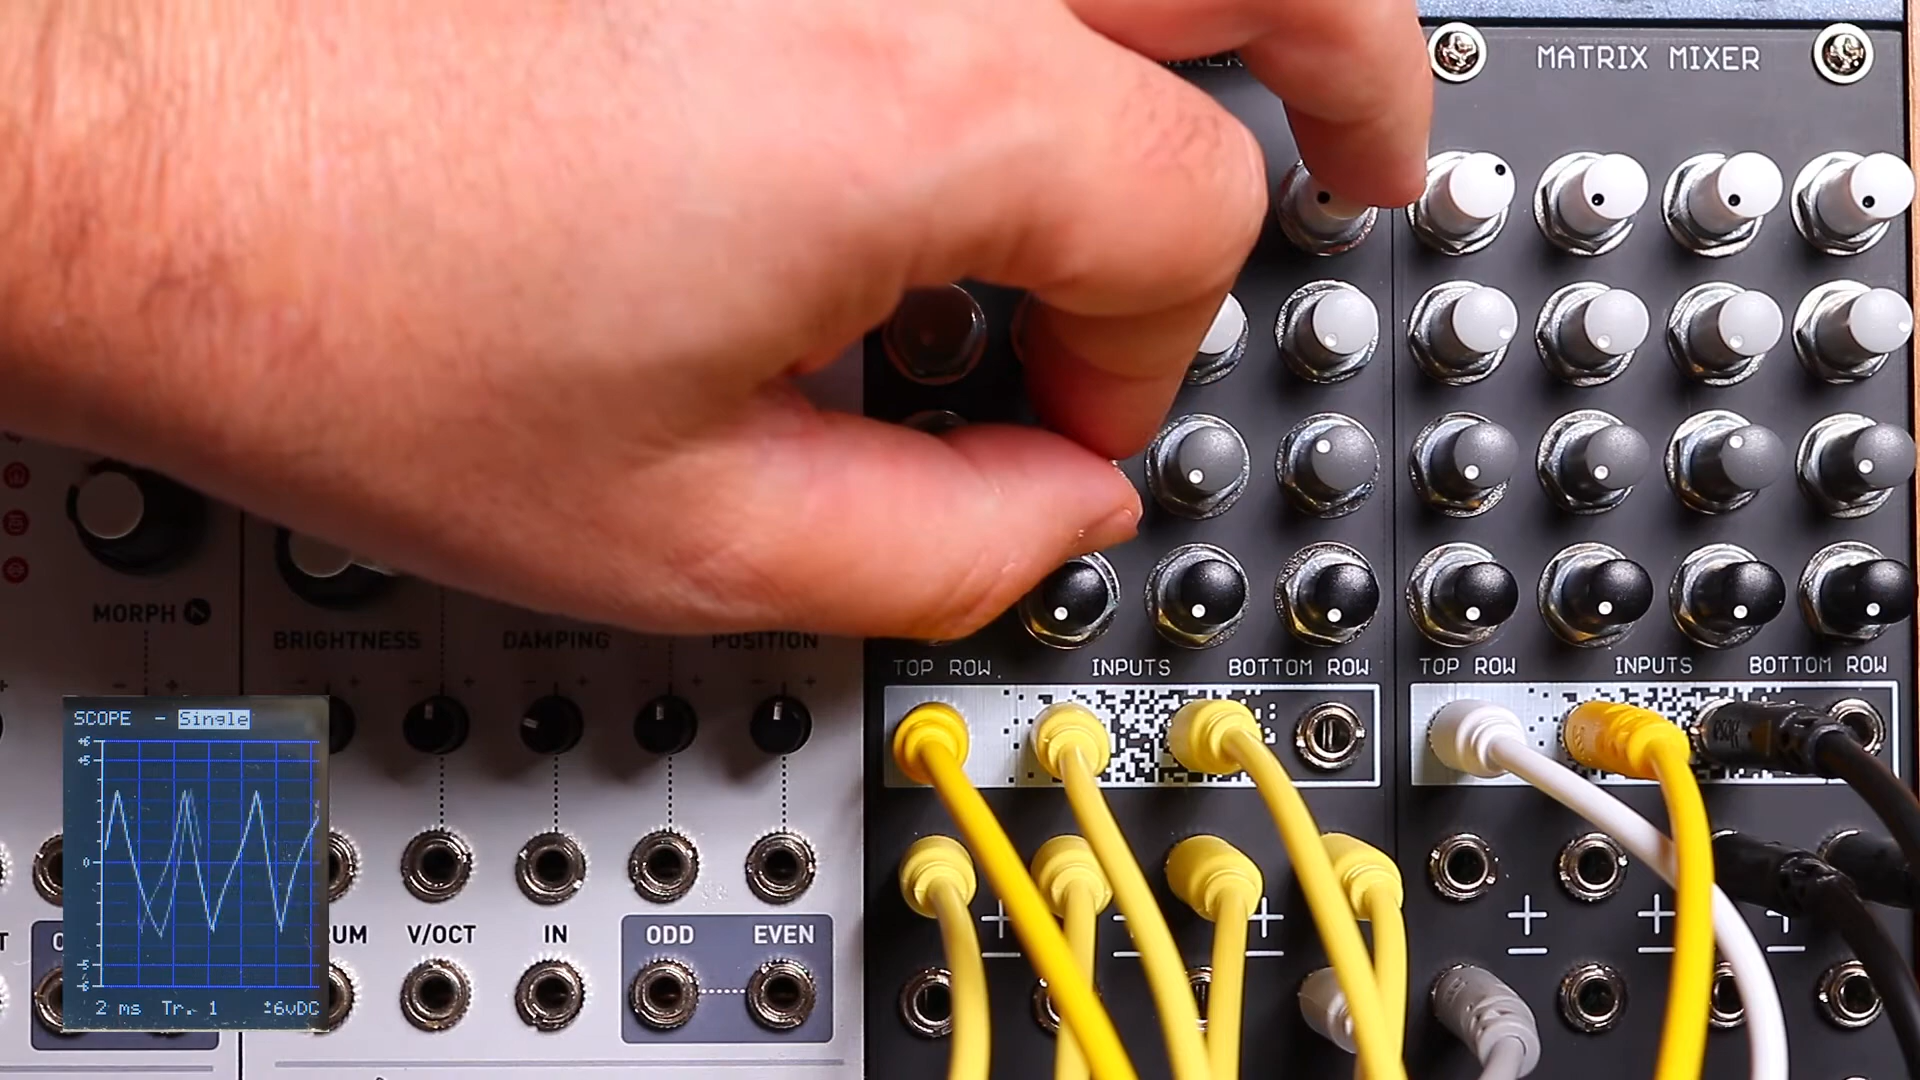 MATRIX MIXER
MORPH
BRIGHTNESS
DAMPING
POSITION
TOP ROW
INPUTS
BOTTOM ROW
TOP ROW
INPUTS
BOTTOM ROW
SCOPE - Single
+6
+5
0
-5
-6
2 ms Tr. 1 ±6vDC
V/OCT
IN
ODD
EVEN